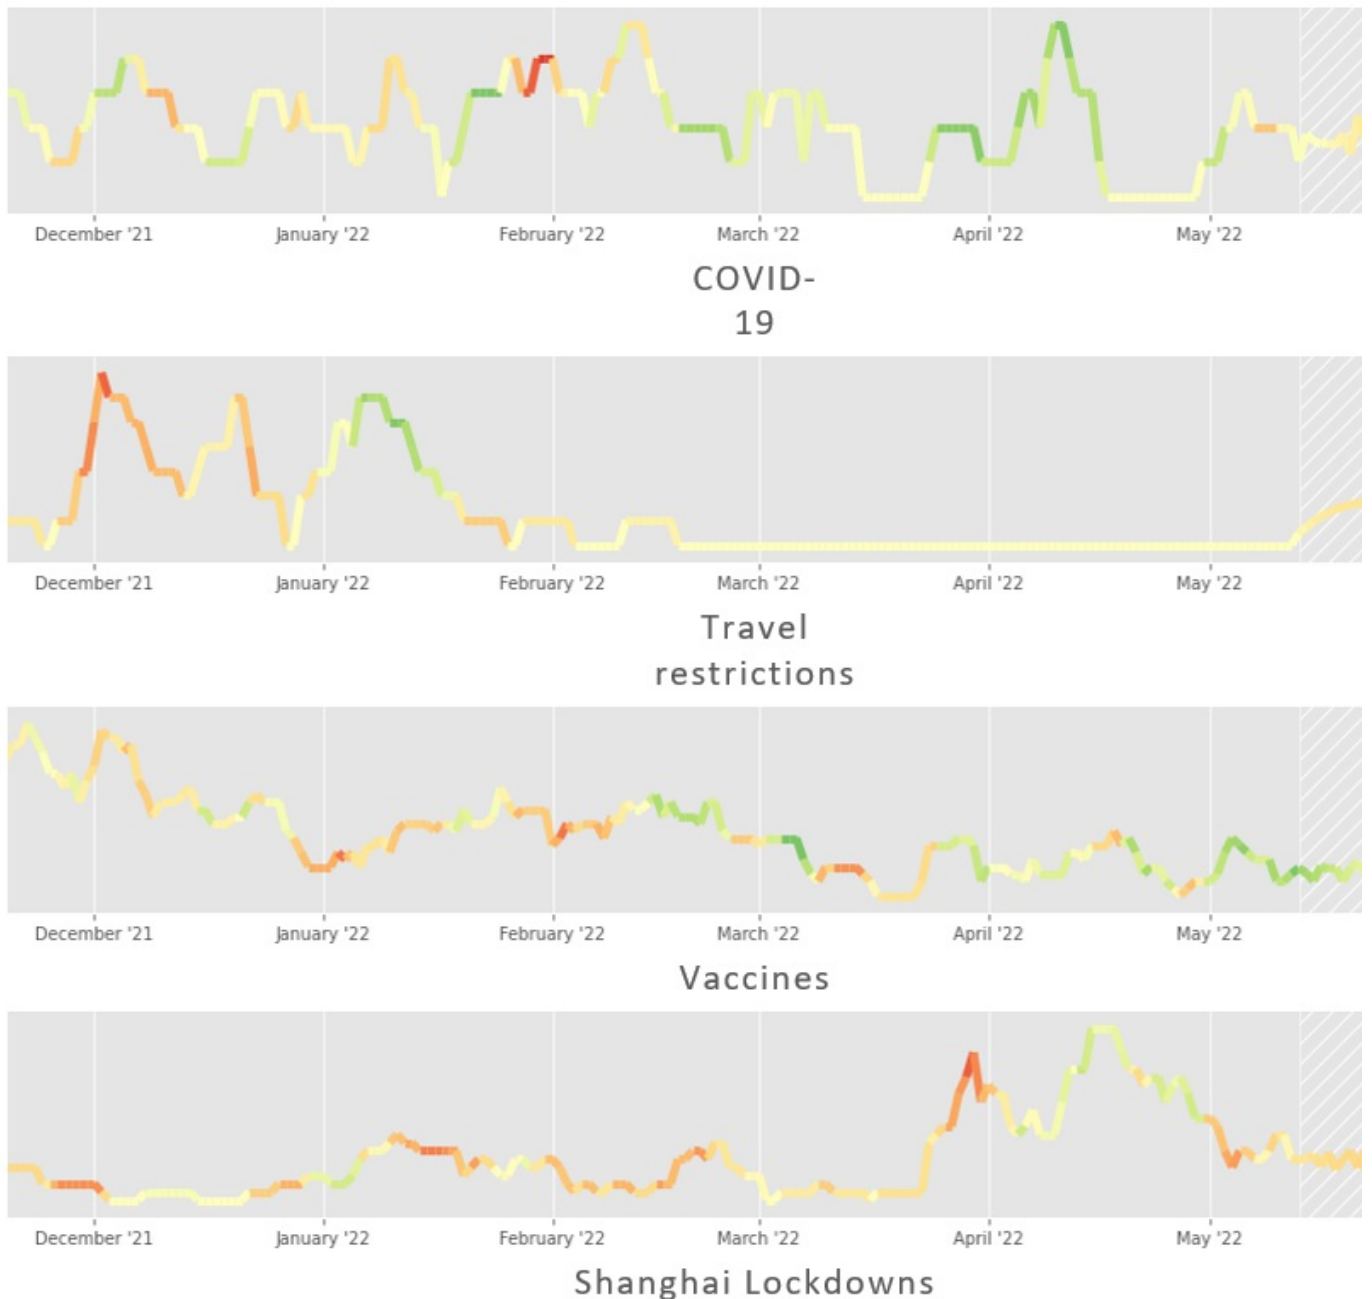 December '21 January '22 February '22 March '22 April '22 May '22
COVID-
19
December '21 January '22 February '22 March '22 April '22 May '22
Travel
restrictions
December '21 January '22 February '22 March '22 April '22 May '22
Vaccines
December '21 January '22 February '22 March '22 April '22 May '22
Shanghai Lockdowns